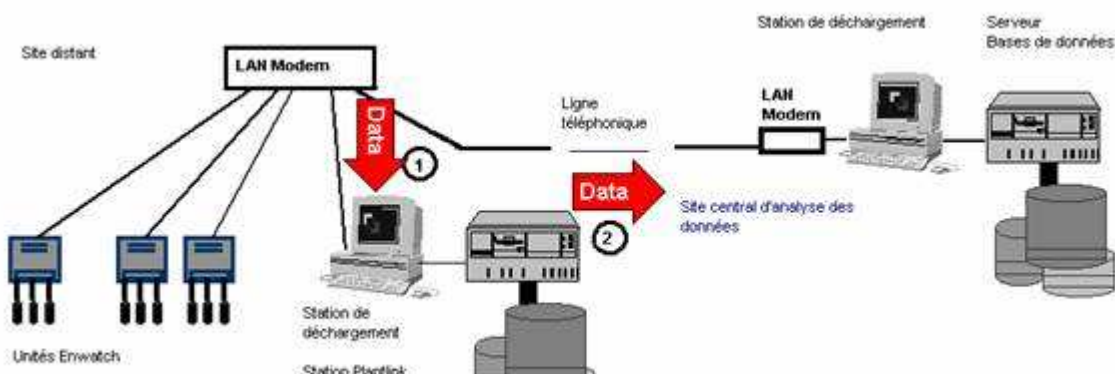 Site distant
LAN Modem
Data
1
Unités Enwatch
Station de
déchargement
Station Plantlink
Ligne
téléphonique
Data
2
Site central d'analyse des
données
LAN
Modem
Station de déchargement
Serveur
Bases de données